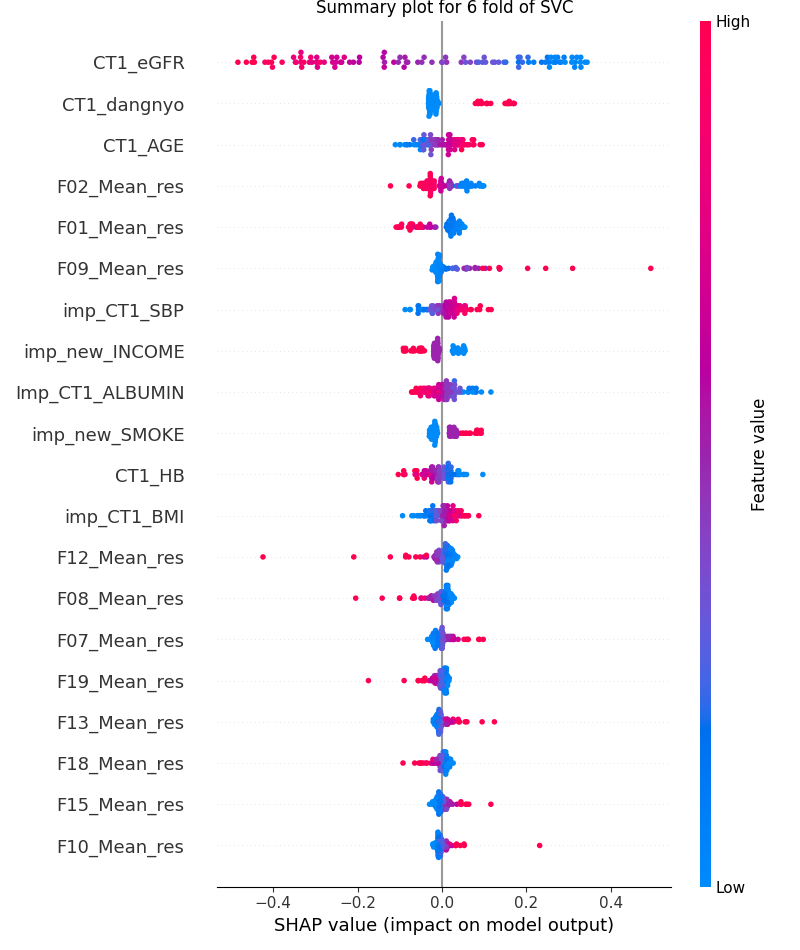 Summary plot for 6 fold of SVC
High
CT1_eGFR
CT1_dangnyo
CT1_AGE
F02_Mean_res
F01_Mean_res
F09_Mean_res
imp_CT1_SBP
imp_new_INCOME
Imp_CT1_ALBUMIN
imp_new_SMOKE
CT1_HB
imp_CT1_BMI
F12_Mean_res
F08_Mean_res
F07_Mean_res
F19_Mean_res
F13_Mean_res
F18_Mean_res
F15_Mean_res
F10_Mean_res
Feature value
Low
−0.4 −0.2 0.0 0.2 0.4
SHAP value (impact on model output)